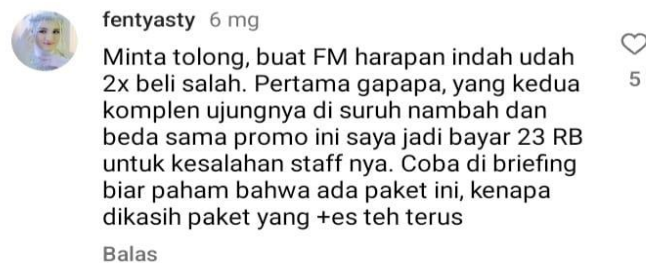 fentyasty 6 mg
Minta tolong, buat FM harapan indah udah
2x beli salah. Pertama gapapa, yang kedua
komplen ujungnya di suruh nambah dan
beda sama promo ini saya jadi bayar 23 RB
untuk kesalahan staff nya. Coba di briefing
biar paham bahwa ada paket ini, kenapa
dikasih paket yang +es teh terus
5
Balas